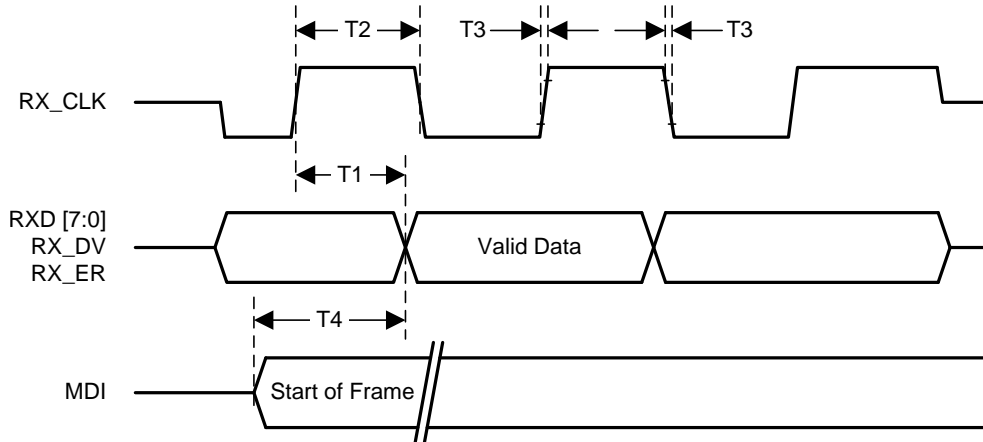 T2 T3 T3
RX_CLK
T1
RXD [7:0]
RX_DV Valid Data
RX_ER
T4
MDI Start of Frame